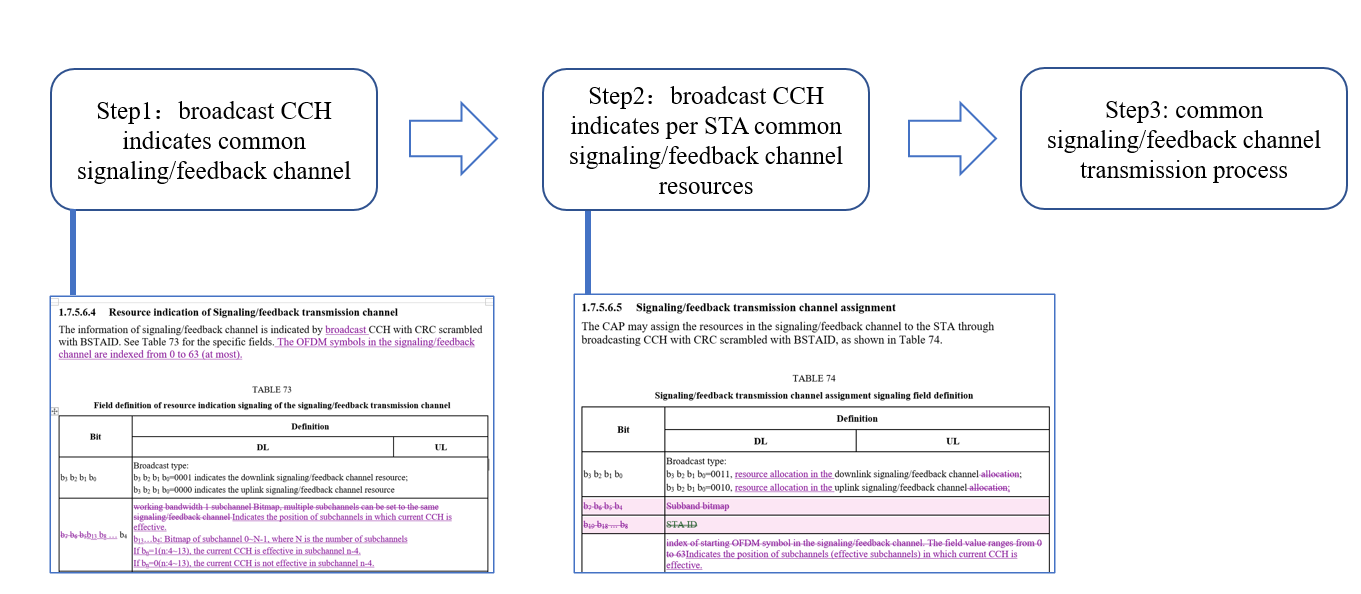 Step1：broadcast CCH
indicates common
signaling/feedback channel
Step2：broadcast CCH
indicates per STA common
signaling/feedback channel
resources
Step3: common
signaling/feedback channel
transmission process
1.7.5.6.4 Resource indication of Signaling/feedback transmission channel
The information of signaling/feedback channel is indicated by broadcast CCH with CRC scrambled
with BSTAID. See Table 73 for the specific fields. The OFDM symbols in the signaling/feedback
channel are indexed from 0 to 63 (at most).
TABLE 73
Field definition of resource indication signaling of the signaling/feedback transmission channel
Bit
Definition
DL UL
b3 b2 b1 b0
Broadcast type:
b3 b2 b1 b0=0001 indicates the downlink signaling/feedback channel resource;
b3 b2 b1 b0=0000 indicates the uplink signaling/feedback channel resource
b7 b6 b5b13 b8 … b4
working bandwidth 1 subchannel Bitmap, multiple subchannels can be set to the same
signaling/feedback channel Indicates the position of subchannels in which current CCH is
effective.
b13…b4: Bitmap of subchannel 0~N-1, where N is the number of subchannels
If bn=1(n:4~13), the current CCH is effective in subchannel n-4.
If bn=0(n:4~13), the current CCH is not effective in subchannel n-4.
1.7.5.6.5 Signaling/feedback transmission channel assignment
The CAP may assign the resources in the signaling/feedback channel to the STA through
broadcasting CCH with CRC scrambled with BSTAID, as shown in Table 74.
TABLE 74
Signaling/feedback transmission channel assignment signaling field definition
Bit
Definition
DL UL
b3 b2 b1 b0
Broadcast type:
b3 b2 b1 b0=0011, resource allocation in the downlink signaling/feedback channel allocation;
b3 b2 b1 b0=0010, resource allocation in the uplink signaling/feedback channel allocation;
b7 b6 b5 b4 Subband bitmap
b19 b18 … b8 STA ID
index of starting OFDM symbol in the signaling/feedback channel. The field value ranges from 0
to 63Indicates the position of subchannels (effective subchannels) in which current CCH is
effective.